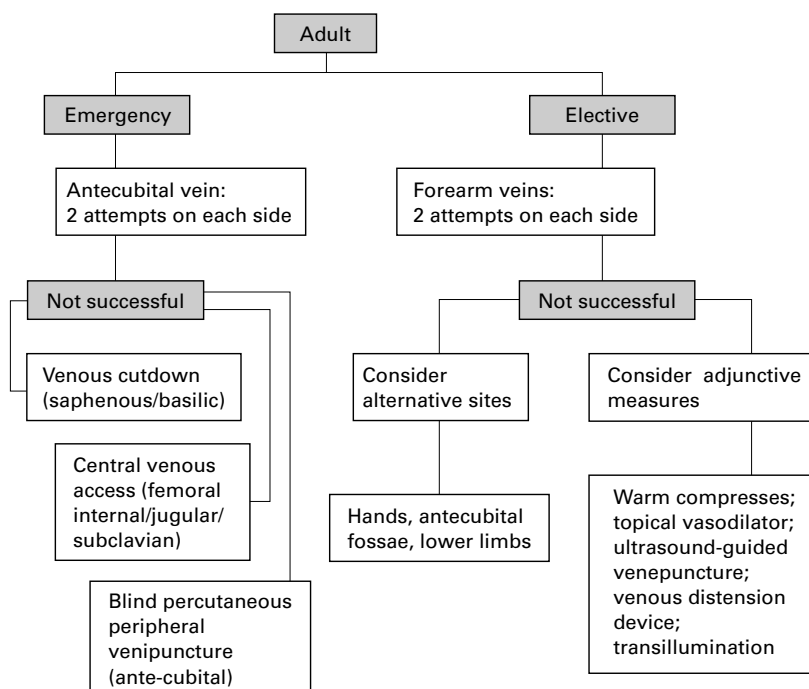 Adult
Emergency
Elective
Antecubital vein:
2 attempts on each side
Forearm veins:
2 attempts on each side
Not successful
Not successful
Venous cutdown
(saphenous/basilic)
Central venous
access (femoral
internal/jugular/
subclavian)
Blind percutaneous
peripheral
venipuncture
(ante-cubital)
Consider
alternative sites
Hands, antecubital
fossae, lower limbs
Consider adjunctive
measures
Warm compresses;
topical vasodilator;
ultrasound-guided
venepuncture;
venous distension
device;
transillumination